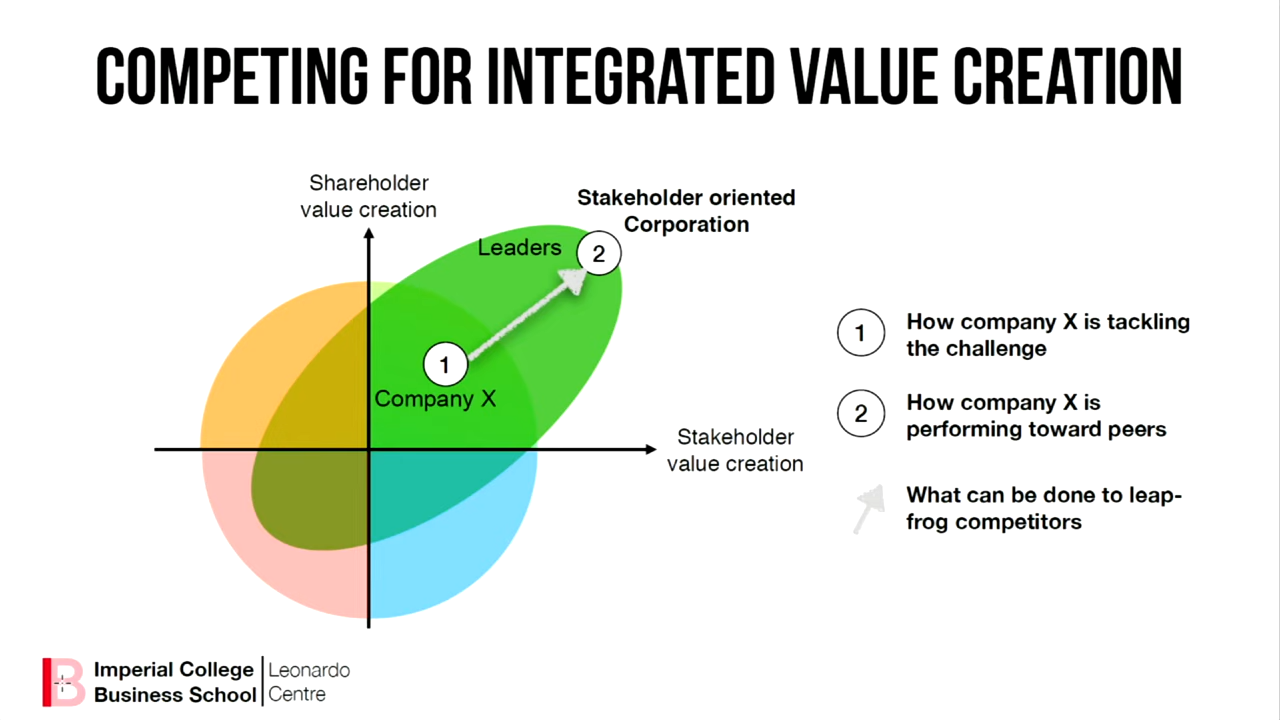 COMPETING FOR INTEGRATED VALUE CREATION
Shareholder
value creation
Stakeholder oriented
Corporation
Leaders
2
1
Company X
Stakeholder
value creation
1
How company X is tackling
the challenge
2
How company X is
performing toward peers
What can be done to leap-
frog competitors
B
Imperial College
Business School
Leonardo
Centre